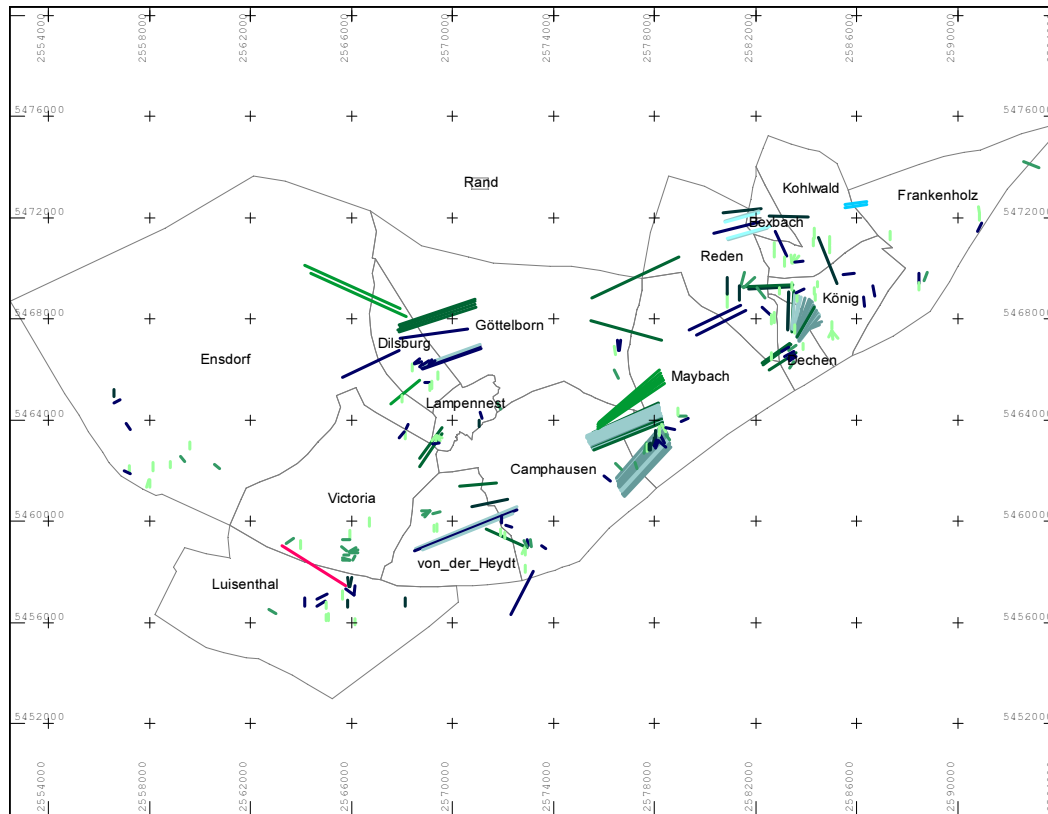 2554000
2558000
2562000
2566000
2570000
2574000
2578000
2582000
2586000
2590000
5476000
5476000
Rand
Kohlwald
Frankenholz
5472000
5472000
Bexbach
Reden
König
5468000
5468000
Göttelborn
Dilsburg
Ensdorf
Dechen
Maybach
Lampennest
5464000
5464000
Camphausen
Victoria
5460000
5460000
von_der_Heydt
Luisenthal
5456000
5456000
5452000
5452000
2554000
2558000
2562000
2566000
2570000
2574000
2578000
2582000
2586000
2590000